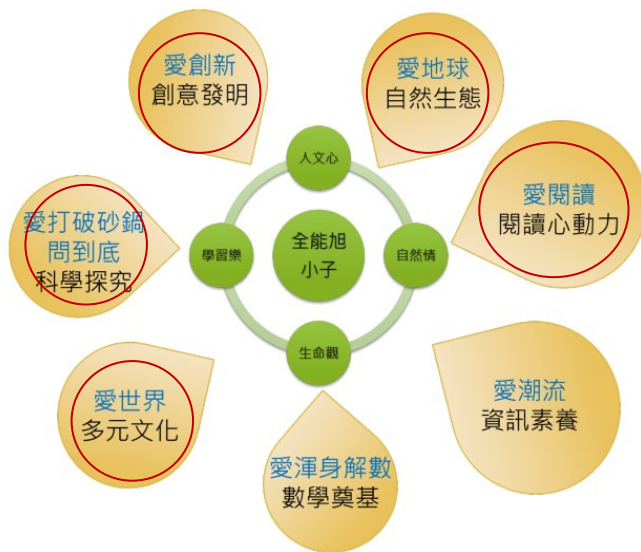 愛創新
創意發明
愛地球
自然生態
人文心
愛打破砂鍋
問到底
科學探究
學習樂
全能旭
小子
自然情
愛閱讀
閱讀心動力
生命觀
愛世界
多元文化
愛渾身解數
數學奠基
愛潮流
資訊素養